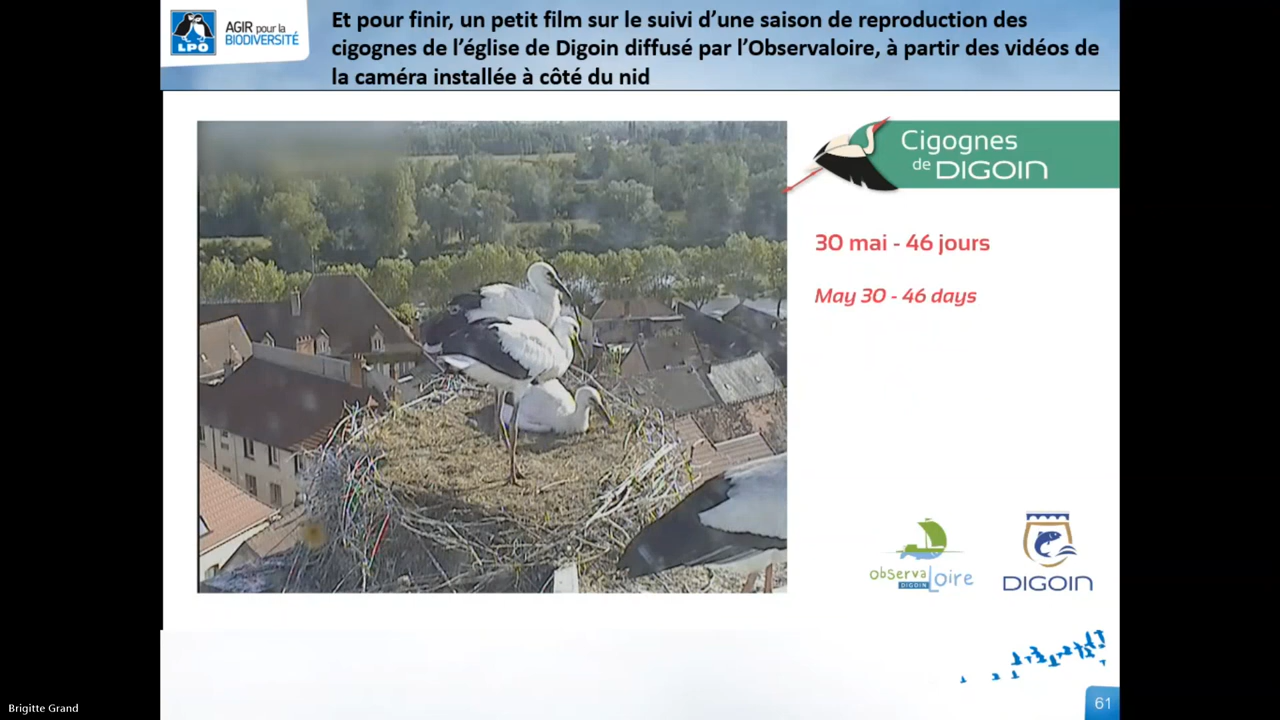 LPO
AGIR pour la
BIODIVERSITÉ
Et pour finir, un petit film sur le suivi d’une saison de reproduction des
cigognes de l’église de Digoin diffusé par l’Observaloire, à partir des vidéos de
la caméra installée à côté du nid
Cigognes
de DIGOIN
30 mai - 46 jours
May 30 - 46 days
observa
DIGOIN Loire
DIGOIN
61
Brigitte Grand